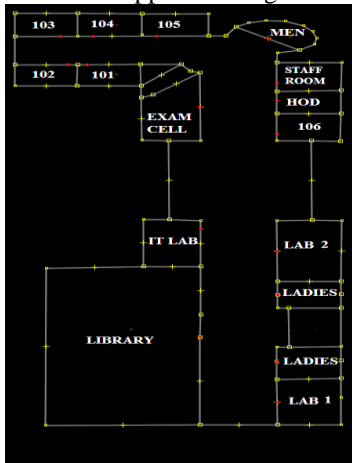 103 104 105
MEN
102 101
STAFF
ROOM
HOD
EXAM
CELL
106
IT LAB
LAB 2
LADIES
LIBRARY
LADIES
LAB 1